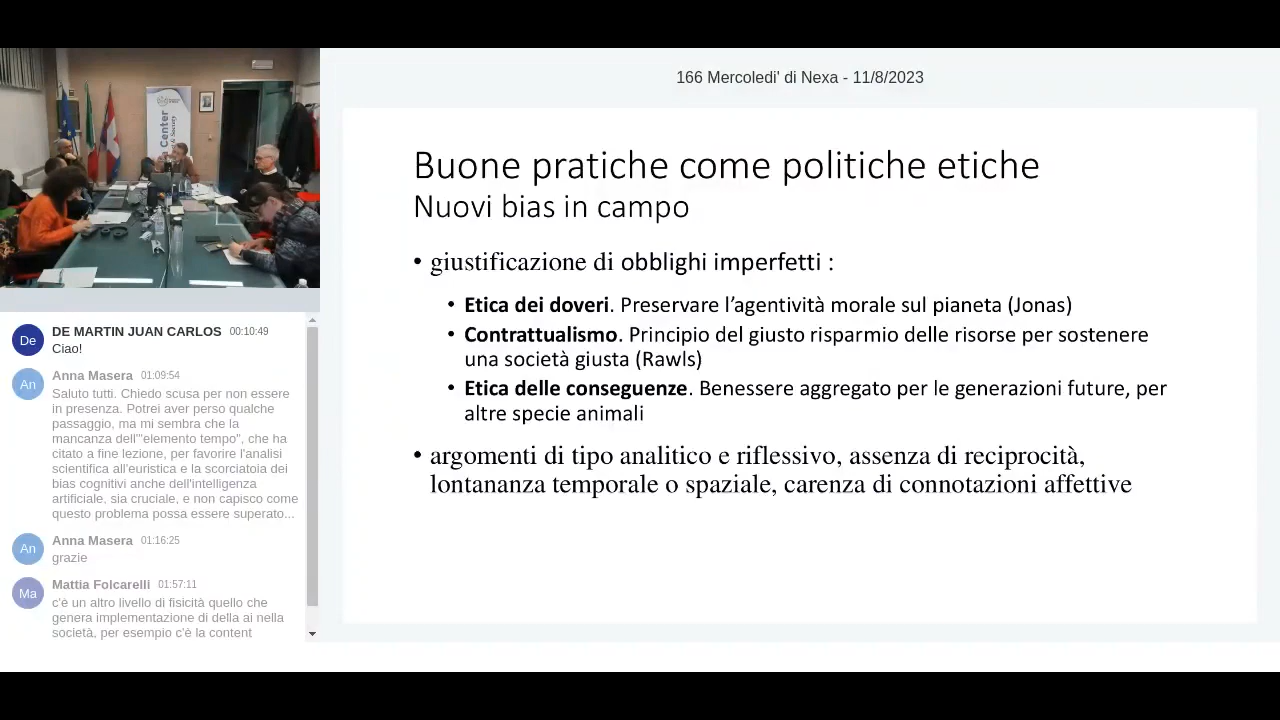 166 Mercoledi' di Nexa - 11/8/2023
Center
Buone pratiche come politiche etiche
Nuovi bias in campo
• giustificazione di obblighi imperfetti :
• Etica dei doveri. Preservare l’agentività morale sul pianeta (Jonas)
• Contrattualismo. Principio del giusto risparmio delle risorse per sostenere
una società giusta (Rawls)
• Etica delle conseguenze. Benessere aggregato per le generazioni future, per
altre specie animali
• argomenti di tipo analitico e riflessivo, assenza di reciprocità,
lontananza temporale o spaziale, carenza di connotazioni affettive
De
DE MARTIN JUAN CARLOS 00:10:49
Ciao!
An
Anna Masera 01:09:54
Saluto tutti. Chiedo scusa per non essere
in presenza. Potrei aver perso qualche
passaggio, ma mi sembra che la
mancanza dell'"elemento tempo", che ha
citato a fine lezione, per favorire l'analisi
scientifica all'euristica e la scorciatoia dei
bias cognitivi anche dell'intelligenza
artificiale, sia cruciale, e non capisco come
questo problema possa essere superato...
An
Anna Masera 01:16:25
grazie
Ma
Mattia Folcarelli 01:57:11
c'è un altro livello di fisicità quello che
genera implementazione di della ai nella
società, per esempio c'è la content